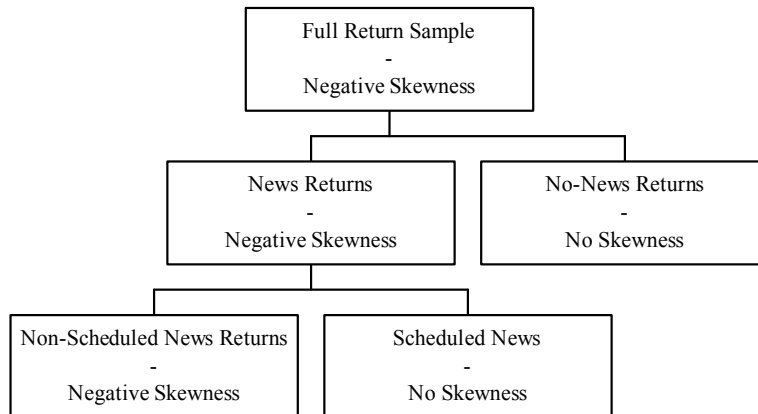 Full Return Sample
-
Negative Skewness
News Returns
-
Negative Skewness
No-News Returns
-
No Skewness
Non-Scheduled News Returns
-
Negative Skewness
Scheduled News
-
No Skewness